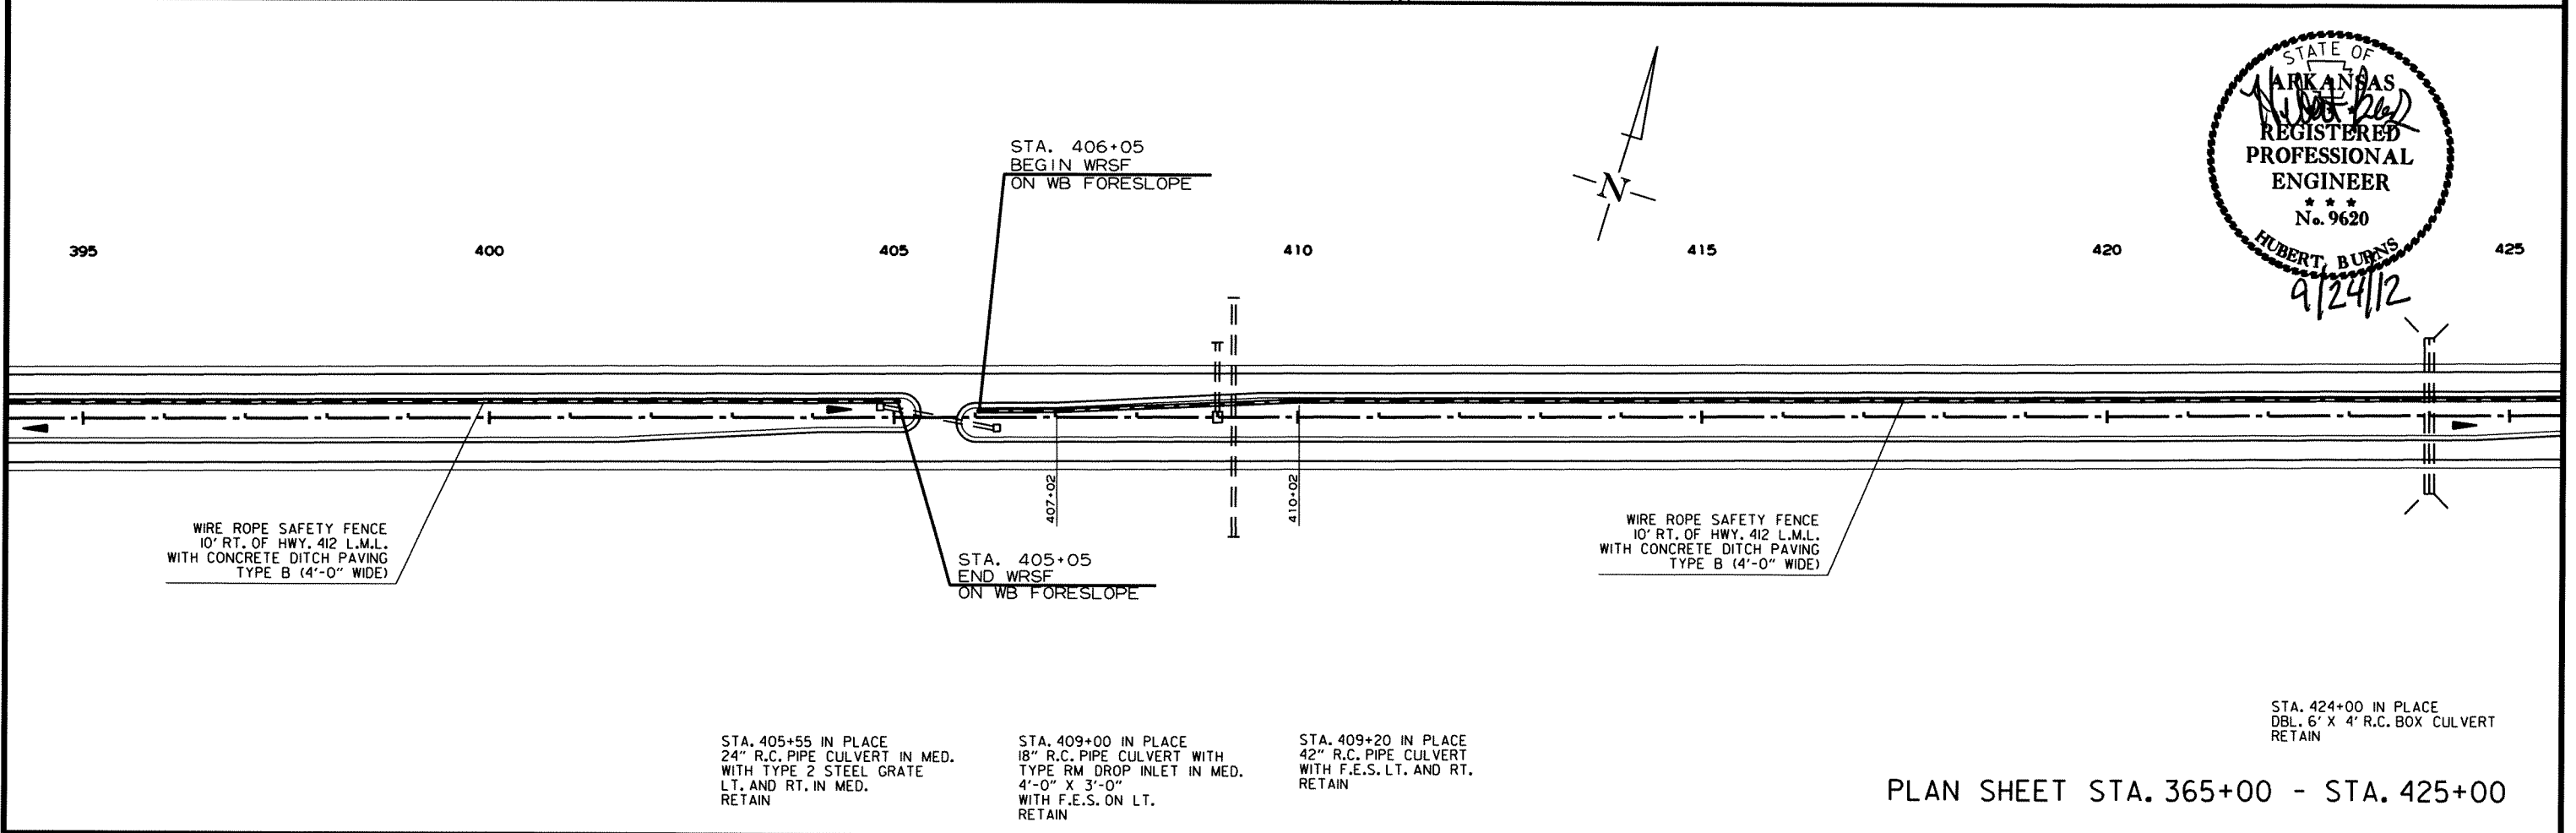 STATE OF
ARKANSAS
REGISTERED
PROFESSIONAL
ENGINEER
* * *
No. 9620
HUBERT, BURNS
9/24/12
STA. 406+05
BEGIN WRSF
ON WB FORESLOPE
N
395 400 405 410 415 420 425
407+02
410+02
WIRE ROPE SAFETY FENCE
10' RT. OF HWY. 412 L.M.L.
WITH CONCRETE DITCH PAVING
TYPE B (4'-0" WIDE)
STA. 405+05
END WRSF
ON WB FORESLOPE
WIRE ROPE SAFETY FENCE
10' RT. OF HWY. 412 L.M.L.
WITH CONCRETE DITCH PAVING
TYPE B (4'-0" WIDE)
STA. 405+55 IN PLACE
24" R.C. PIPE CULVERT IN MED.
WITH TYPE 2 STEEL GRATE
LT. AND RT. IN MED.
RETAIN
STA. 409+00 IN PLACE
18" R.C. PIPE CULVERT WITH
TYPE RM DROP INLET IN MED.
4'-0" X 3'-0"
WITH F.E.S. ON LT.
RETAIN
STA. 409+20 IN PLACE
42" R.C. PIPE CULVERT
WITH F.E.S. LT. AND RT.
RETAIN
STA. 424+00 IN PLACE
DBL. 6' X 4' R.C. BOX CULVERT
RETAIN
PLAN SHEET STA. 365+00 - STA. 425+00